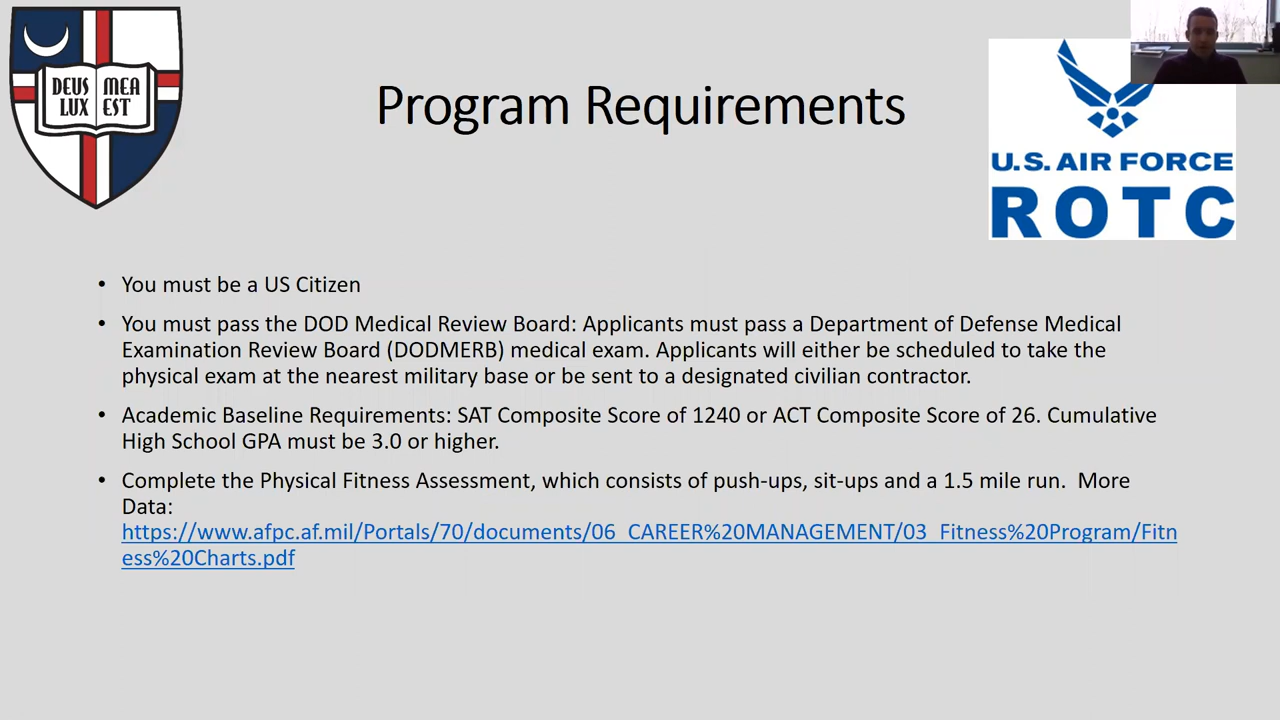 DEUS MEA
LUX EST
Program Requirements
U.S. AIR FORCE
ROTC
• You must be a US Citizen
• You must pass the DOD Medical Review Board: Applicants must pass a Department of Defense Medical
Examination Review Board (DODMERB) medical exam. Applicants will either be scheduled to take the
physical exam at the nearest military base or be sent to a designated civilian contractor.
• Academic Baseline Requirements: SAT Composite Score of 1240 or ACT Composite Score of 26. Cumulative
High School GPA must be 3.0 or higher.
• Complete the Physical Fitness Assessment, which consists of push-ups, sit-ups and a 1.5 mile run.  More
Data:
https://www.afpc.af.mil/Portals/70/documents/06_CAREER%20MANAGEMENT/03_Fitness%20Program/Fitn
ess%20Charts.pdf